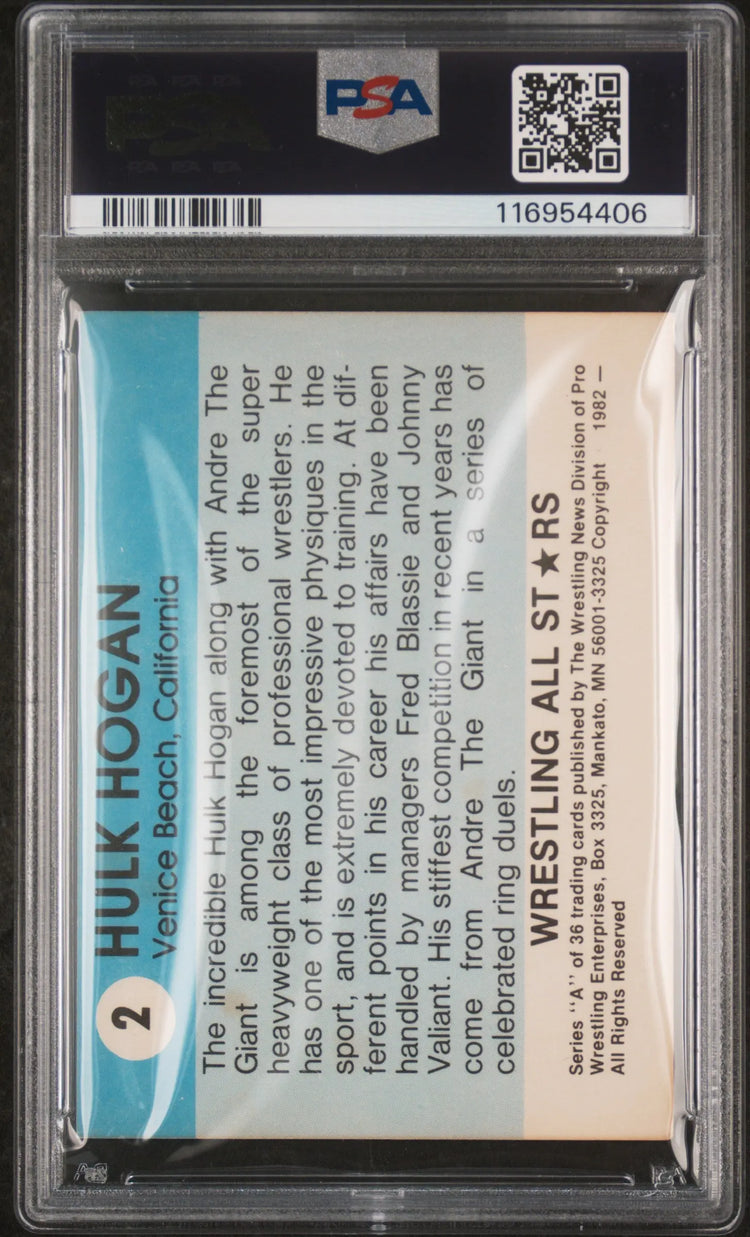 PSA
116954406
2
HULK HOGAN
Venice Beach, California
The incredible Hulk Hogan along with Andre The
Giant is among the foremost of the super
heavyweight class of professional wrestlers. He
has one of the most impressive physiques in the
sport, and is extremely devoted to training. At dif-
ferent points in his career his affairs have been
handled by managers Fred Blassie and Johnny
Valiant. His stiffest competition in recent years has
come from Andre The Giant in a series of
celebrated ring duels.
WRESTLING ALL ST★RS
Series "A" of 36 trading cards published by The Wrestling News Division of Pro
Wrestling Enterprises, Box 3325, Mankato, MN 56001-3325 Copyright 1982 —
All Rights Reserved